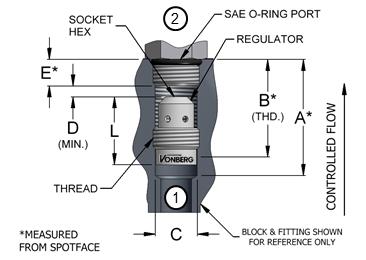 2
SOCKET
HEX
SAE O-RING PORT
REGULATOR
E*
B*
(THD.)
A*
D
(MIN.)
L
CONTROLLED FLOW
VONBERG
THREAD
1
C
BLOCK & FITTING SHOWN
FOR REFERENCE ONLY
*MEASURED
FROM SPOTFACE